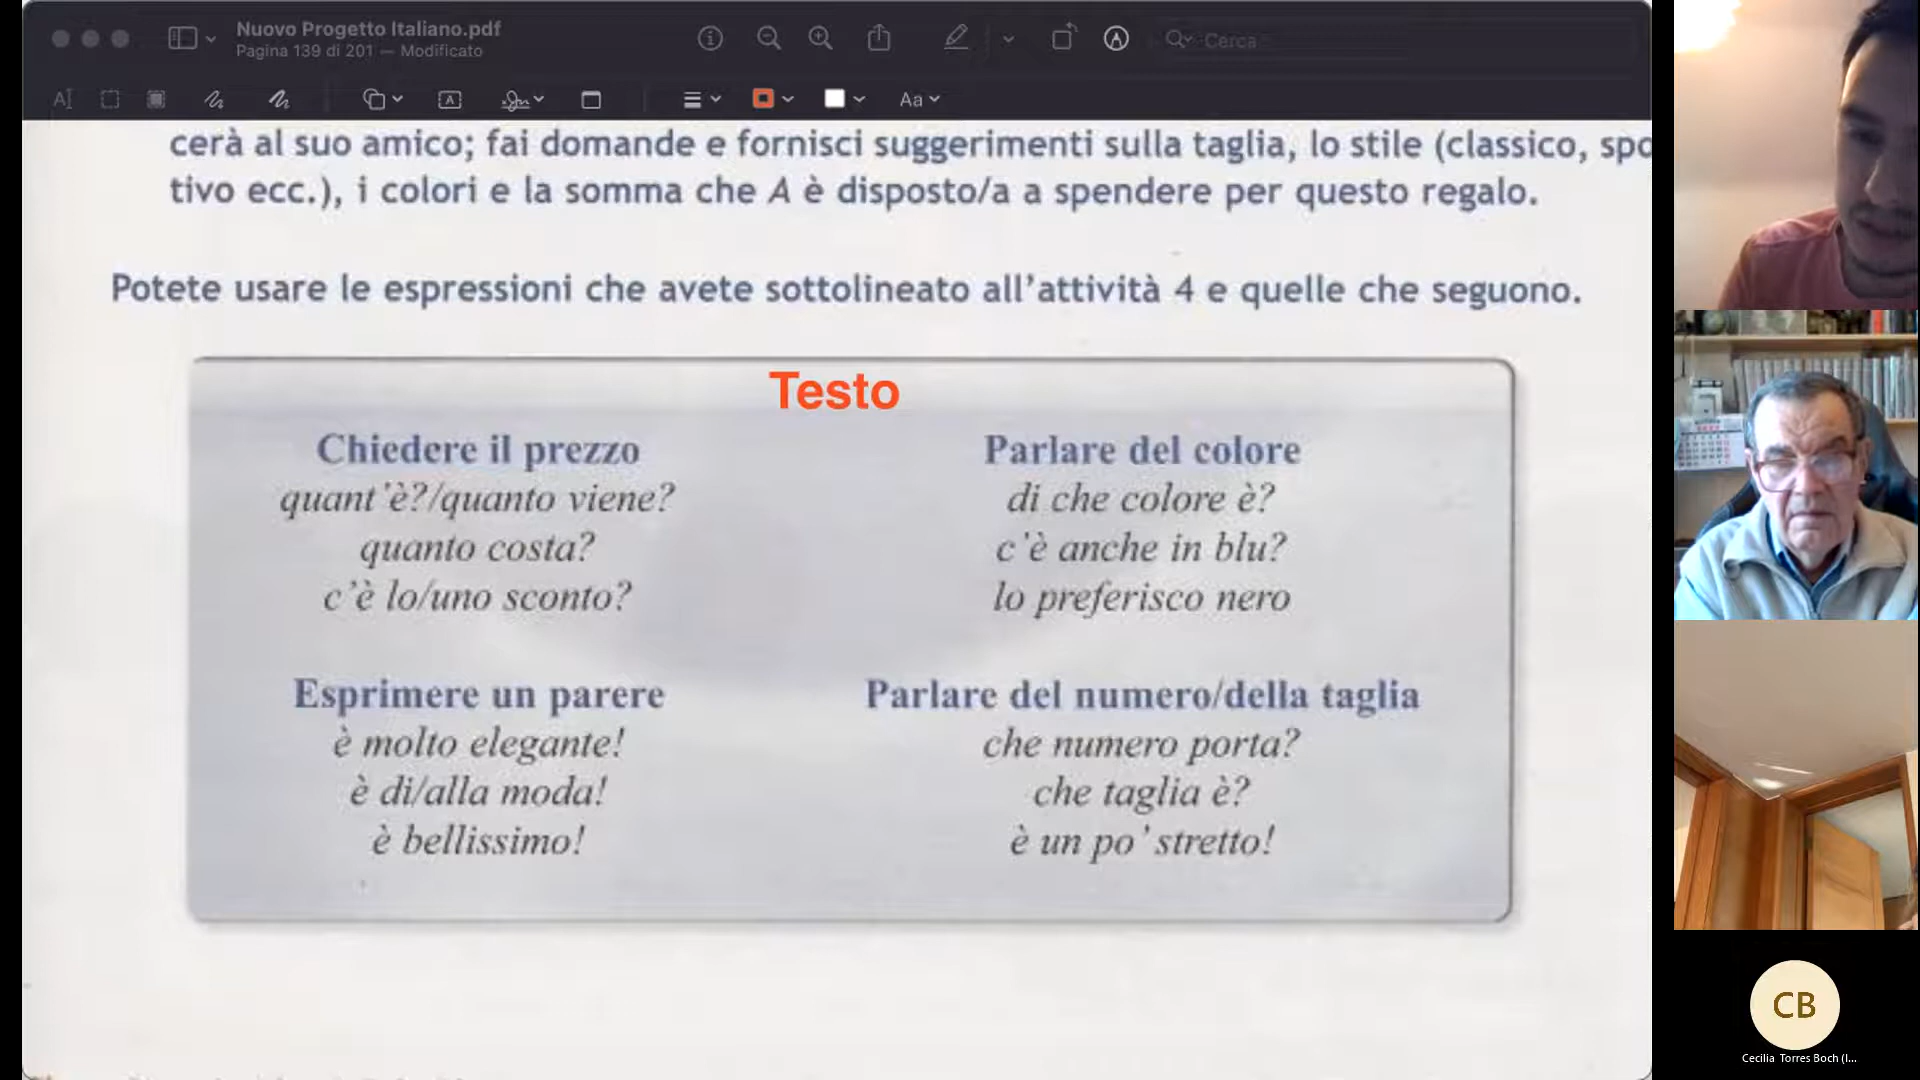 Nuovo Progetto Italiano.pdf
Pagina 139 di 201 — Modificato
Cerca
Aa
cerà al suo amico; fai domande e fornisci suggerimenti sulla taglia, lo stile (classico, spo
tivo ecc.), i colori e la somma che A è disposto/a a spendere per questo regalo.
Potete usare le espressioni che avete sottolineato all'attività 4 e quelle che seguono.
Testo
Chiedere il prezzo
quant'è?/quanto viene?
quanto costa?
c'è lo/uno sconto?
Parlare del colore
di che colore è?
c'è anche in blu?
lo preferisco nero
Esprimere un parere
è molto elegante!
è di/alla moda!
è bellissimo!
Parlare del numero/della taglia
che numero porta?
che taglia è?
è un po' stretto!
CB
Cecilia Torres Boch (I...